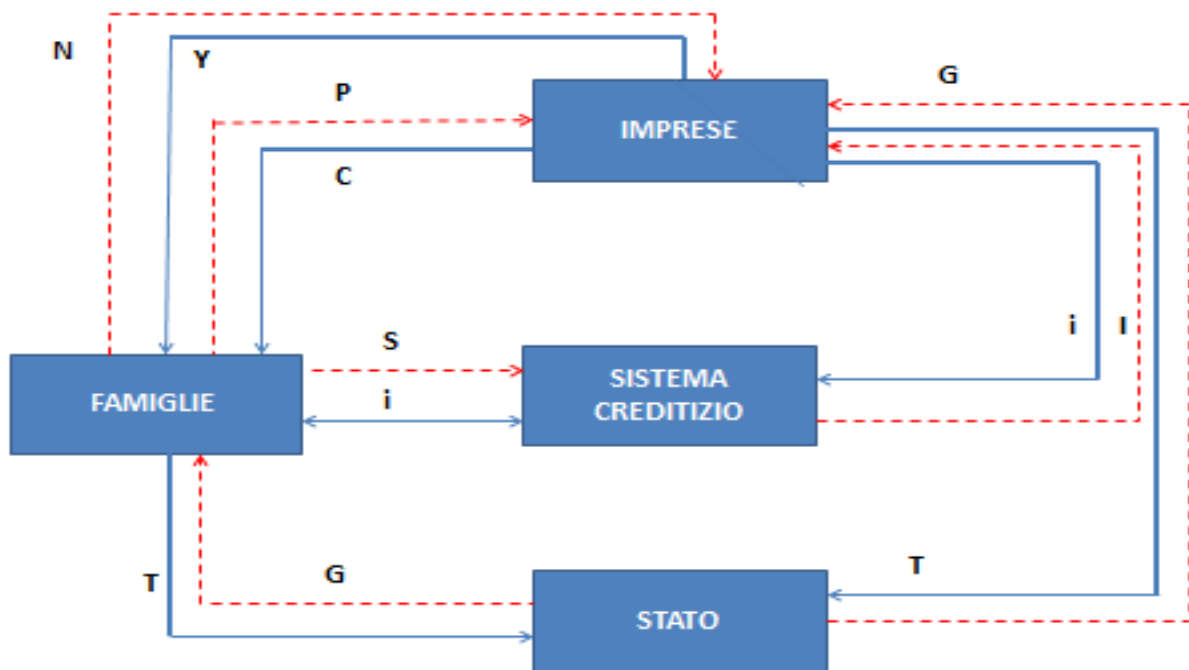 N
Y
G
P
IMPRESE
C
S
i
I
FAMIGLIE
SISTEMA
CREDITIZIO
i
T
G
T
STATO